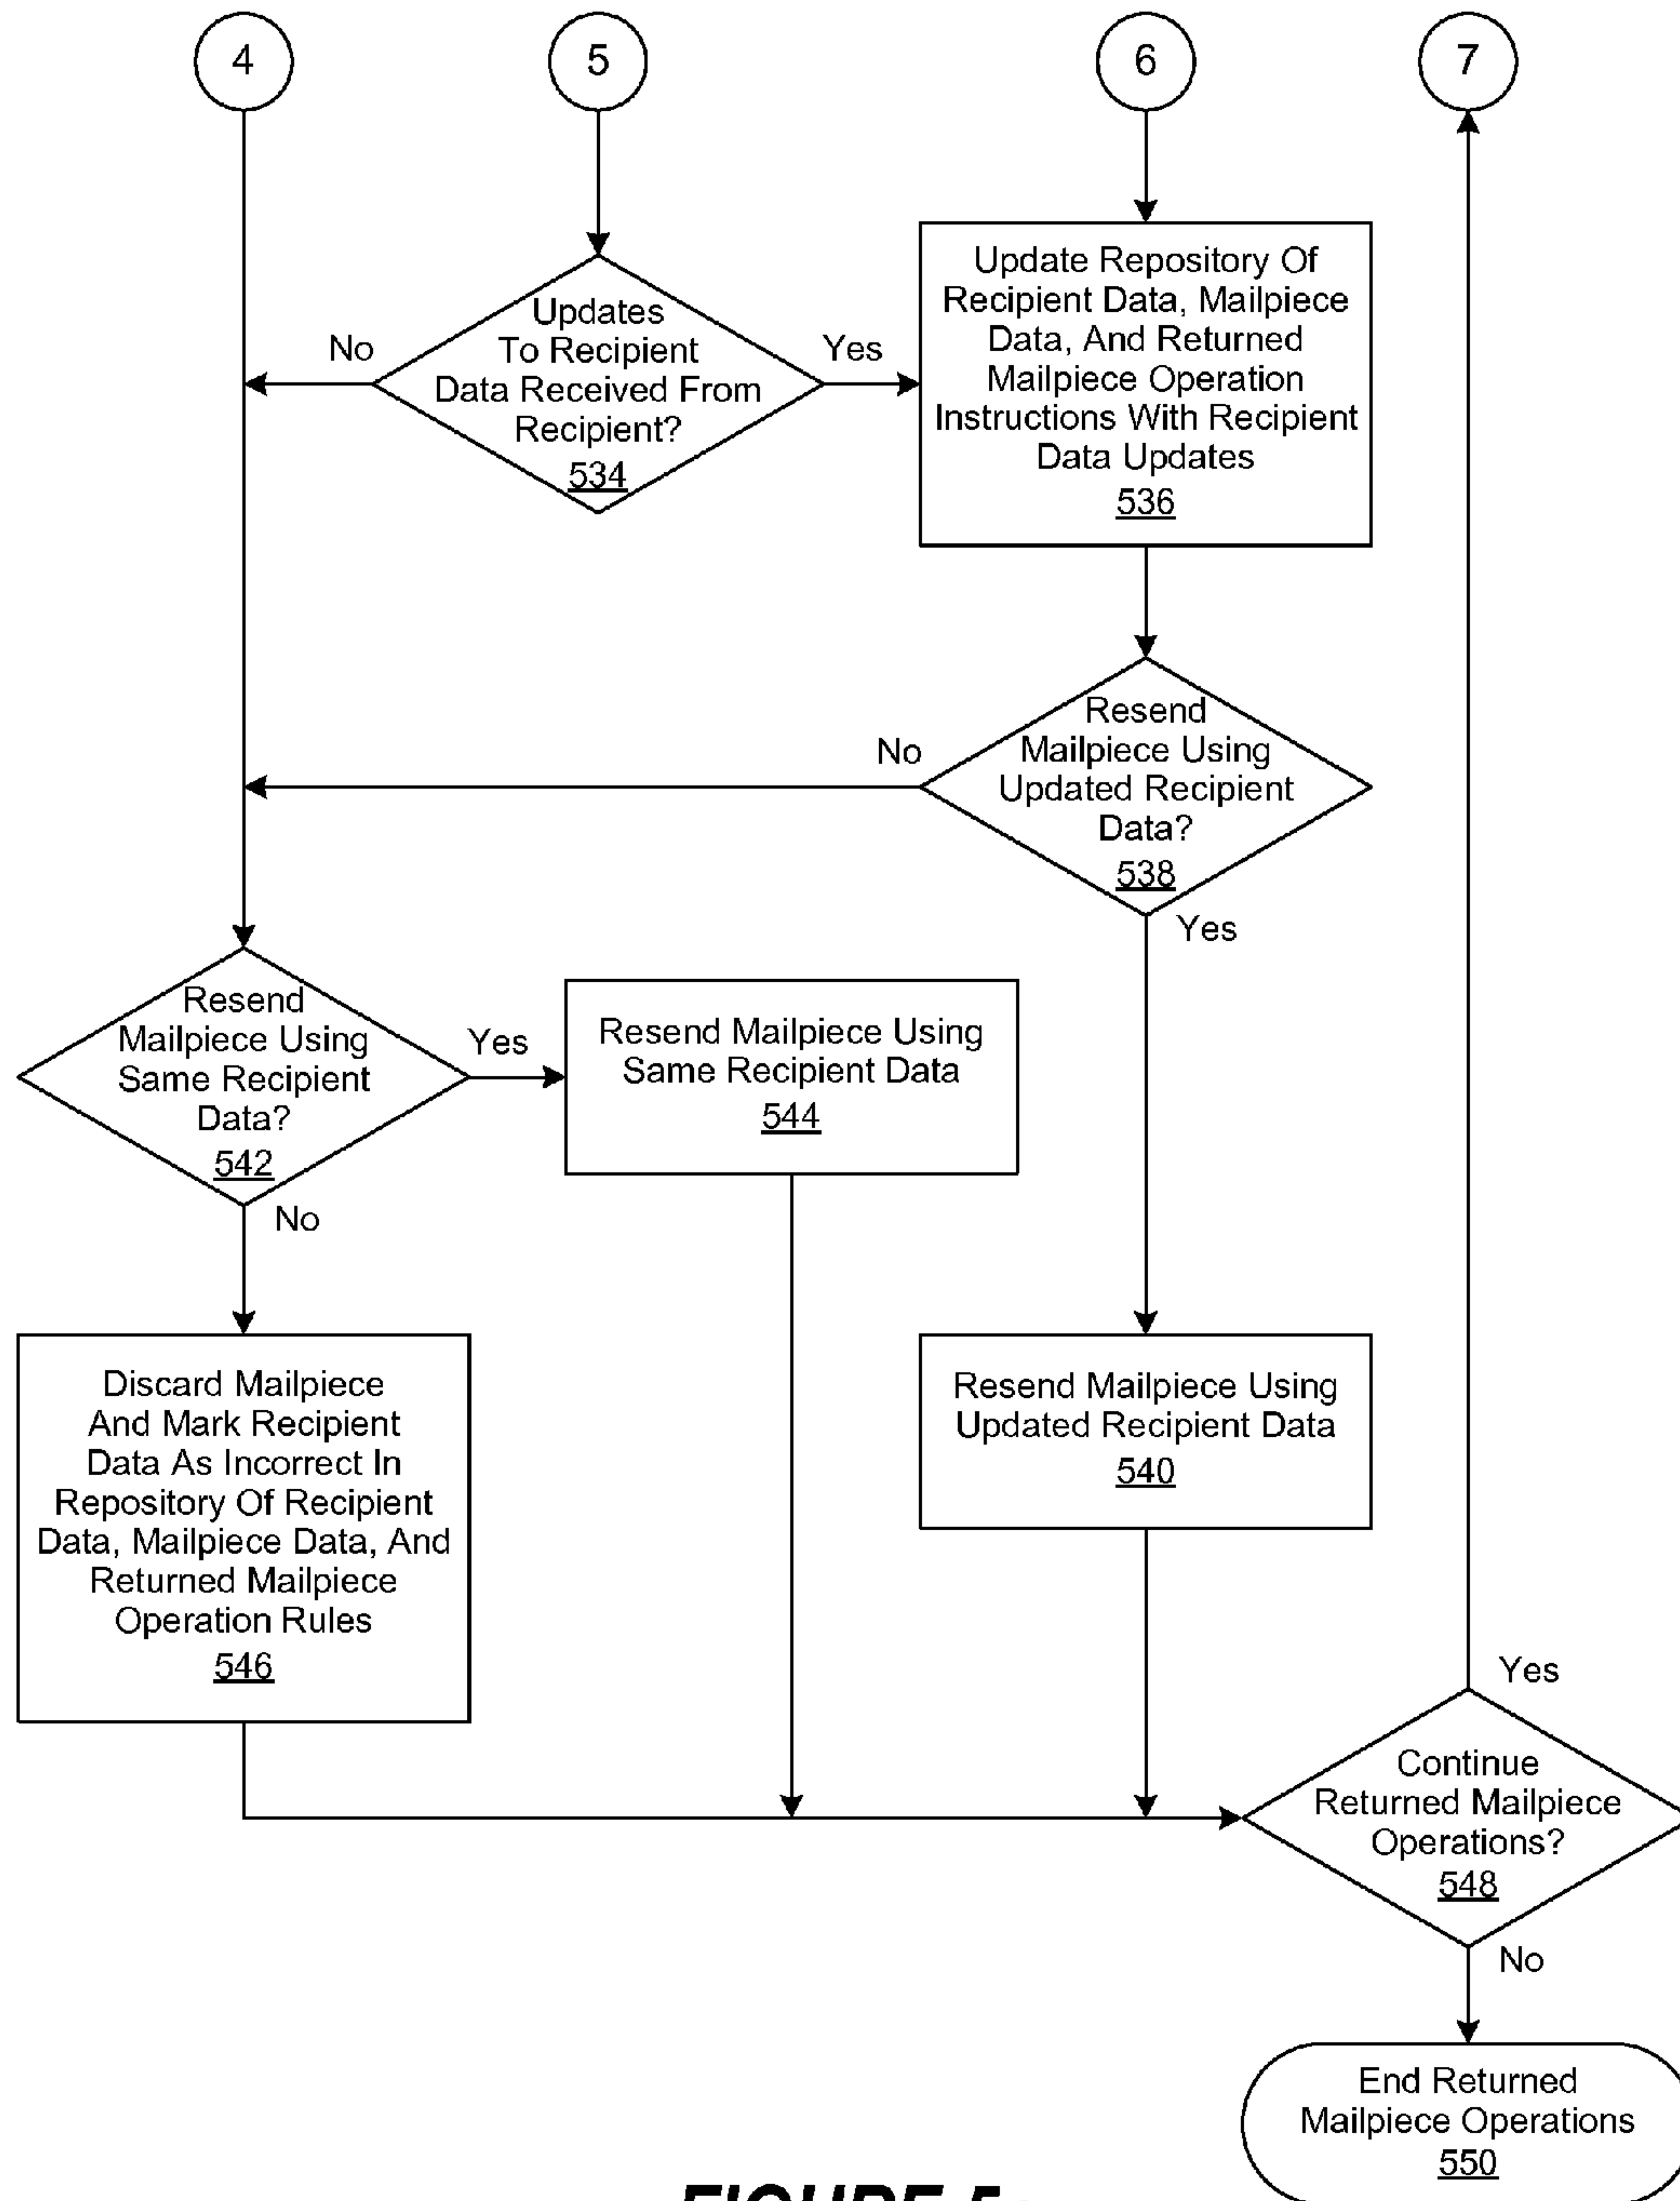 4
5
6
7
Updates
To Recipient
Data Received From
Recipient?
534
No
Yes
Update Repository Of
Recipient Data, Mailpiece
Data, And Returned
Mailpiece Operation
Instructions With Recipient
Data Updates
536
Resend
Mailpiece Using
Updated Recipient
Data?
538
No
Yes
Resend
Mailpiece Using
Same Recipient
Data?
542
Yes
No
Resend Mailpiece Using
Same Recipient Data
544
Discard Mailpiece
And Mark Recipient
Data As Incorrect In
Repository Of Recipient
Data, Mailpiece Data, And
Returned Mailpiece
Operation Rules
546
Resend Mailpiece Using
Updated Recipient Data
540
Yes
Continue
Returned Mailpiece
Operations?
548
No
End Returned
Mailpiece Operations
550
FIGURE